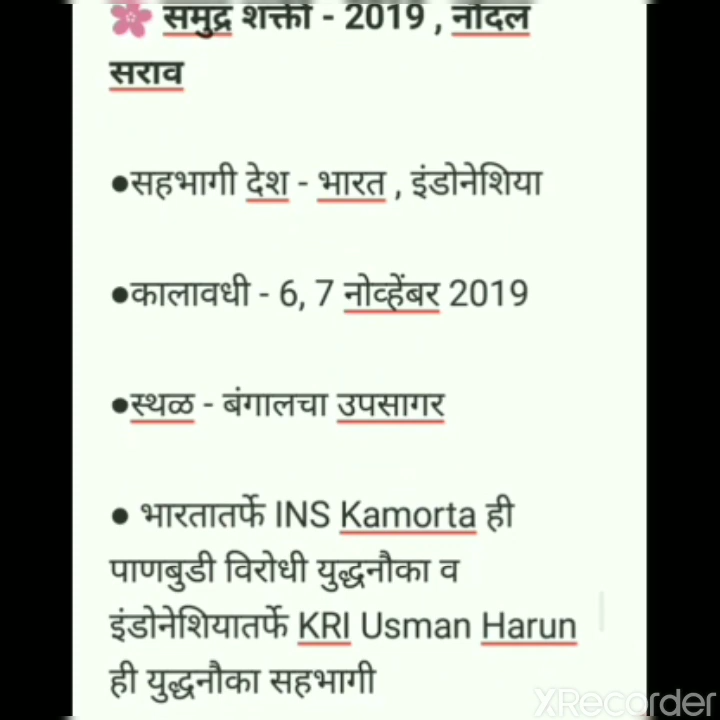 समुद्र शक्ती - 2019 , नौदल
सराव
●सहभागी देश - भारत , इंडोनेशिया
●कालावधी - 6, 7 नोव्हेंबर 2019
●स्थळ - बंगालचा उपसागर
● भारतातर्फे INS Kamorta ही
पाणबुडी विरोधी युद्धनौका व
इंडोनेशियातर्फे KRI Usman Harun
ही युद्धनौका सहभागी
XRecorder